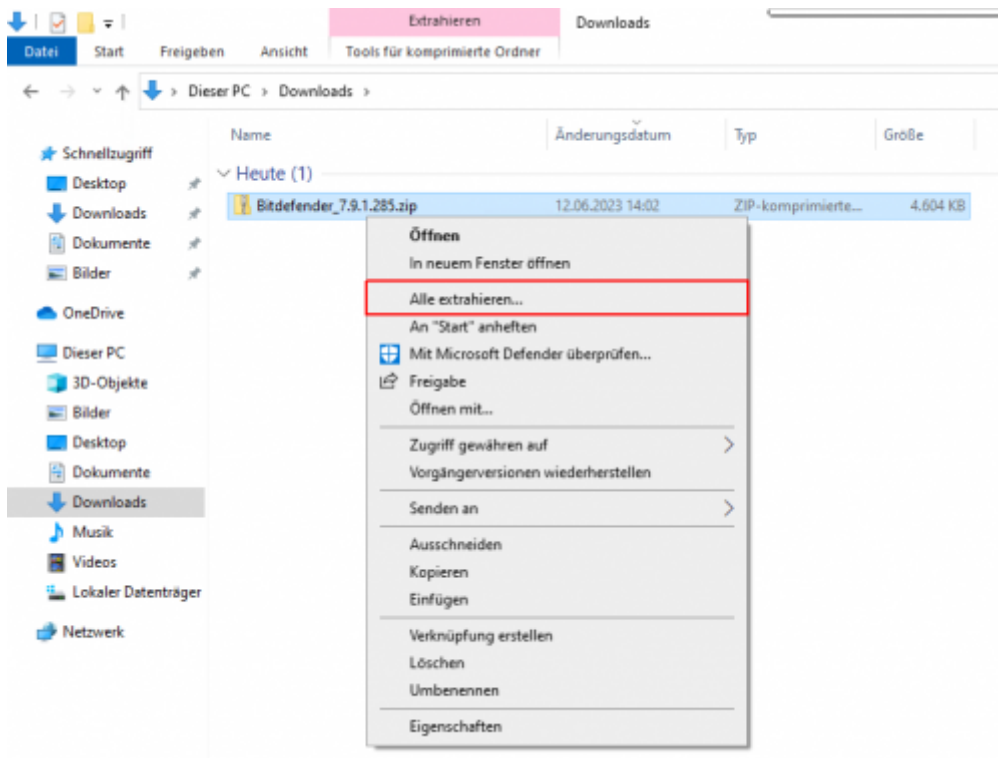 Extrahieren Downloads
Datei Start Freigeben Ansicht Tools für komprimierte Ordner
Dieser PC Downloads
Name Änderungsdatum Typ Größe
Schnellzugriff
Desktop
Downloads
Dokumente
Bilder
OneDrive
Dieser PC
3D-Objekte
Bilder
Desktop
Dokumente
Downloads
Musik
Videos
Lokaler Datenträger
Netzwerk
Heute (1)
Bitdefender_7.9.1.285.zip 12.06.2023 14:02 ZIP-komprimierte... 4.604 KB
Öffnen
In neuem Fenster öffnen
Alle extrahieren...
An "Start" anheften
Mit Microsoft Defender überprüfen...
Freigabe
Öffnen mit...
Zugriff gewähren auf
Vorgängerversionen wiederherstellen
Senden an
Ausschneiden
Kopieren
Einfügen
Verknüpfung erstellen
Löschen
Umbenennen
Eigenschaften